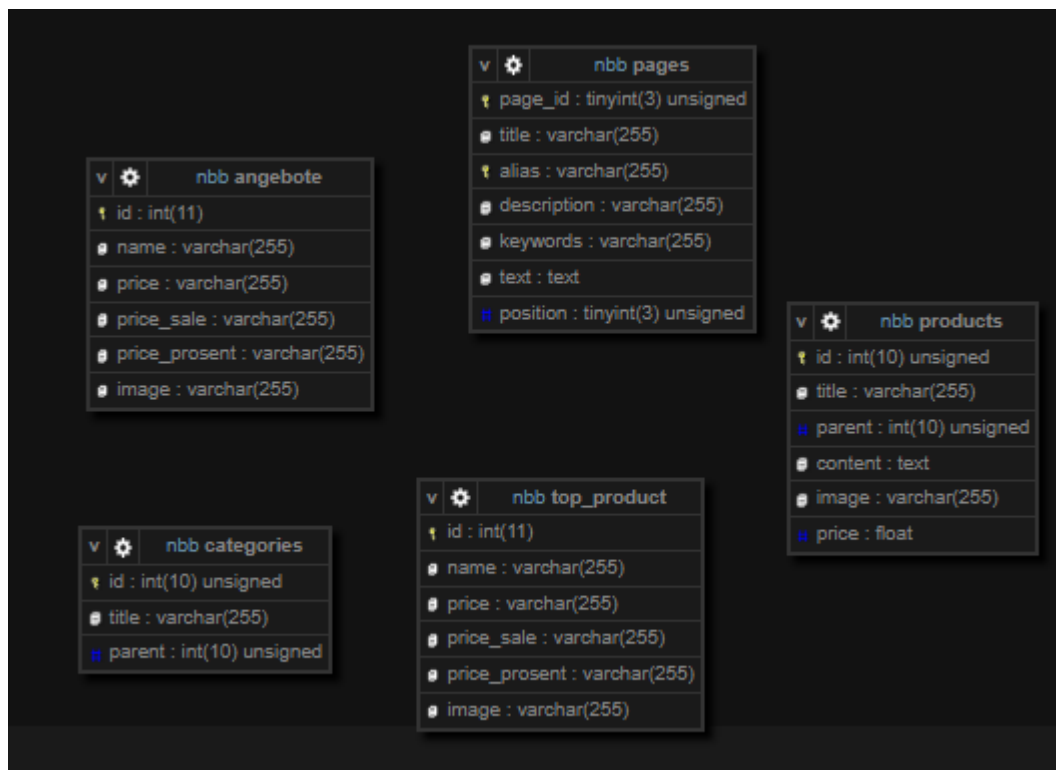 v nbb pages
page_id : tinyint(3) unsigned
title : varchar(255)
alias : varchar(255)
description : varchar(255)
keywords : varchar(255)
text : text
# position : tinyint(3) unsigned
v nbb angebote
id : int(11)
name : varchar(255)
price : varchar(255)
price_sale : varchar(255)
price_prosent : varchar(255)
image : varchar(255)
v nbb products
id : int(10) unsigned
title : varchar(255)
# parent : int(10) unsigned
content : text
image : varchar(255)
# price : float
v nbb top_product
id : int(11)
name : varchar(255)
price : varchar(255)
price_sale : varchar(255)
price_prosent : varchar(255)
image : varchar(255)
v nbb categories
id : int(10) unsigned
title : varchar(255)
# parent : int(10) unsigned